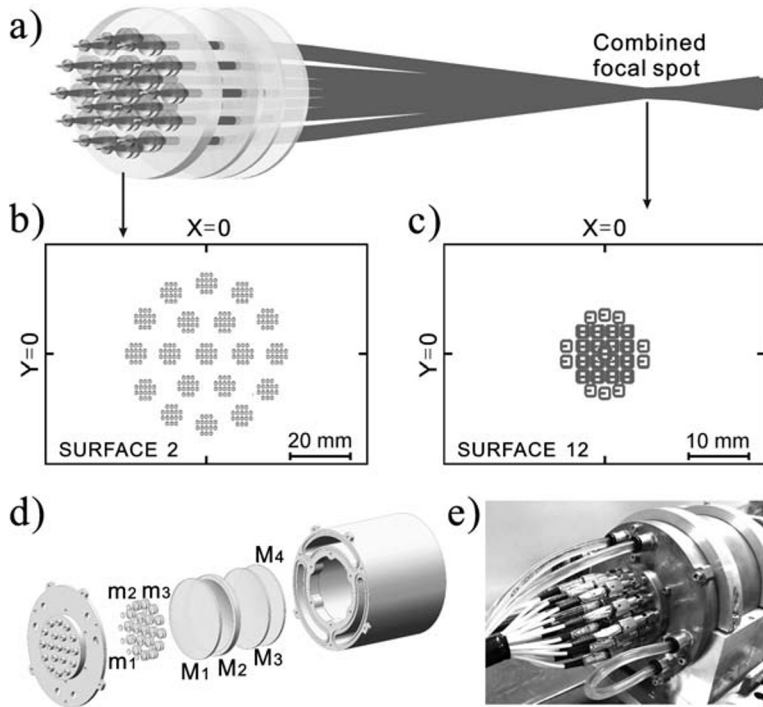 a)
Combined
focal spot
b)
X=0
Y=0
SURFACE 2
20 mm
c)
X=0
Y=0
SURFACE 12
10 mm
d)
m2 m3
m1
M4
M3
M1 M2
e)